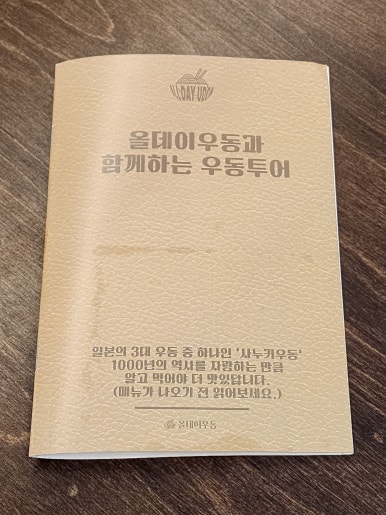 ALL DAY UDON
올데이우동과
함께하는 우동투어
일본의 3대 우동 중 하나인 '사누키우동'
1000년의 역사를 자랑하는 만큼
알고 먹어야 더 맛있답니다.
(메뉴가 나오기 전 읽어보세요.)
올데이우동